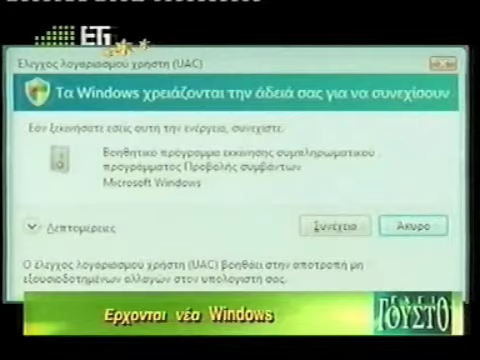 ΕΤ1
Έλεγχος λογαριασμού χρήστη (UAC)
Τα Windows χρειάζονται την άδειά σας για να συνεχίσουν
Εάν ξεκινήσατε εσείς αυτή την ενέργεια, συνεχίστε.
Βοηθητικό πρόγραμμα εκκίνησης συμπληρωματικού
προγράμματος Προβολής συμβάντων
Microsoft Windows
Λεπτομέρειες
Συνέχεια
Άκυρο
Ο έλεγχος λογαριασμού χρήστη (UAC) βοηθάει στην αποτροπή μη
εξουσιοδοτημένων αλλαγών στον υπολογιστή σας.
Ερχονται νέα Windows
ΓΟΥΣΤΟ